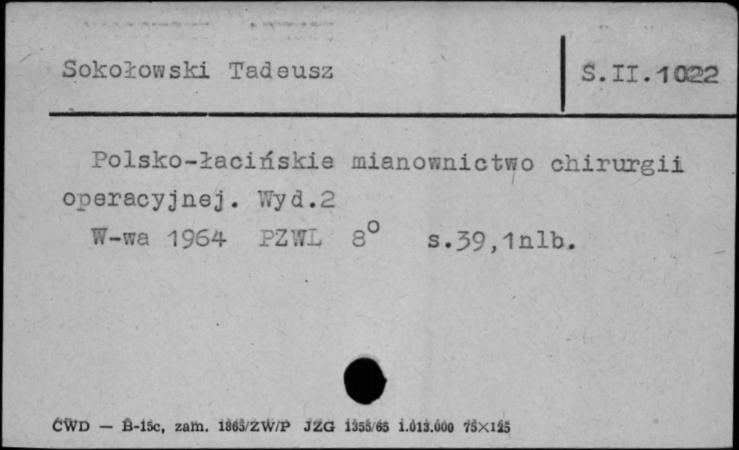 Sokołowski Tadeusz
S.II.1022
Polsko-łacińskie mianownictwo chirurgii
operacyjnej. Wyd.2
W-wa 1964 PZWL 8° s.39,1nlb.
CWD — B-15c, zam. 1863/ZW/P JZG 1355/65 1.013.000 75×125